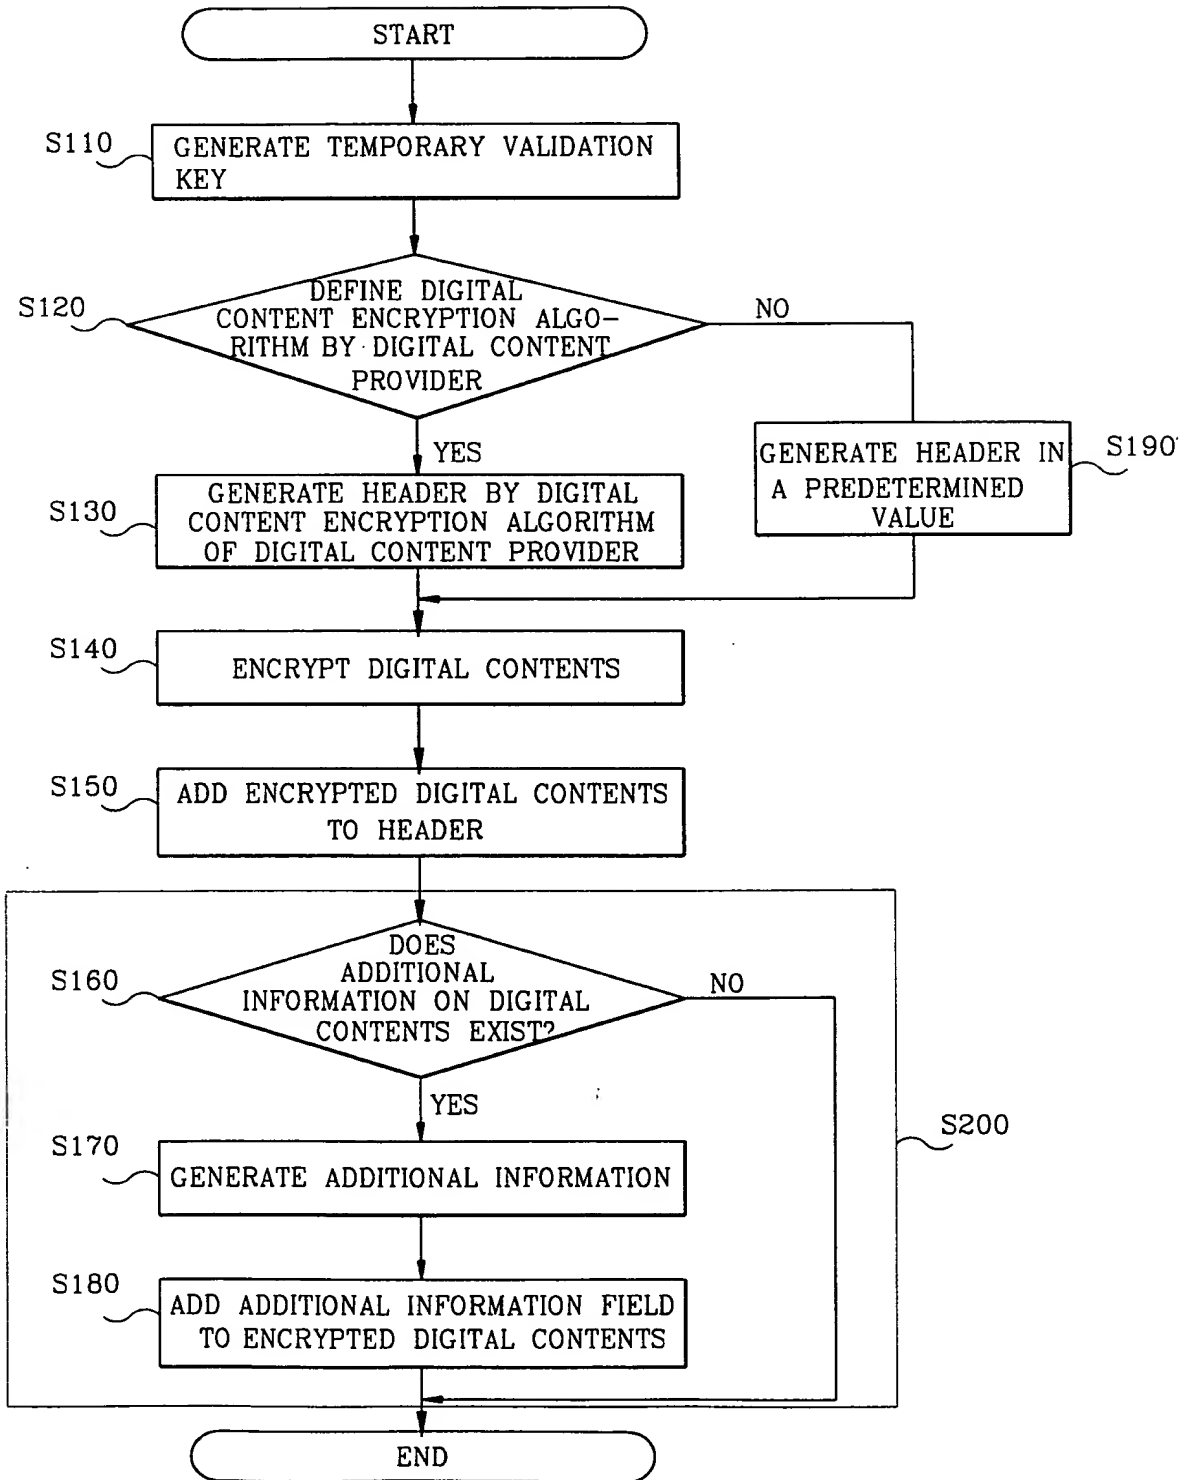 START
S110
GENERATE TEMPORARY VALIDATION
KEY
S120
DEFINE DIGITAL
CONTENT ENCRYPTION ALGO-
RITHM BY DIGITAL CONTENT
PROVIDER
NO
YES
GENERATE HEADER IN
A PREDETERMINED
VALUE
S190
S130
GENERATE HEADER BY DIGITAL
CONTENT ENCRYPTION ALGORITHM
OF DIGITAL CONTENT PROVIDER
S140
ENCRYPT DIGITAL CONTENTS
S150
ADD ENCRYPTED DIGITAL CONTENTS
TO HEADER
S160
DOES
ADDITIONAL
INFORMATION ON DIGITAL
CONTENTS EXIST?
NO
YES
S200
S170
GENERATE ADDITIONAL INFORMATION
S180
ADD ADDITIONAL INFORMATION FIELD
TO ENCRYPTED DIGITAL CONTENTS
END